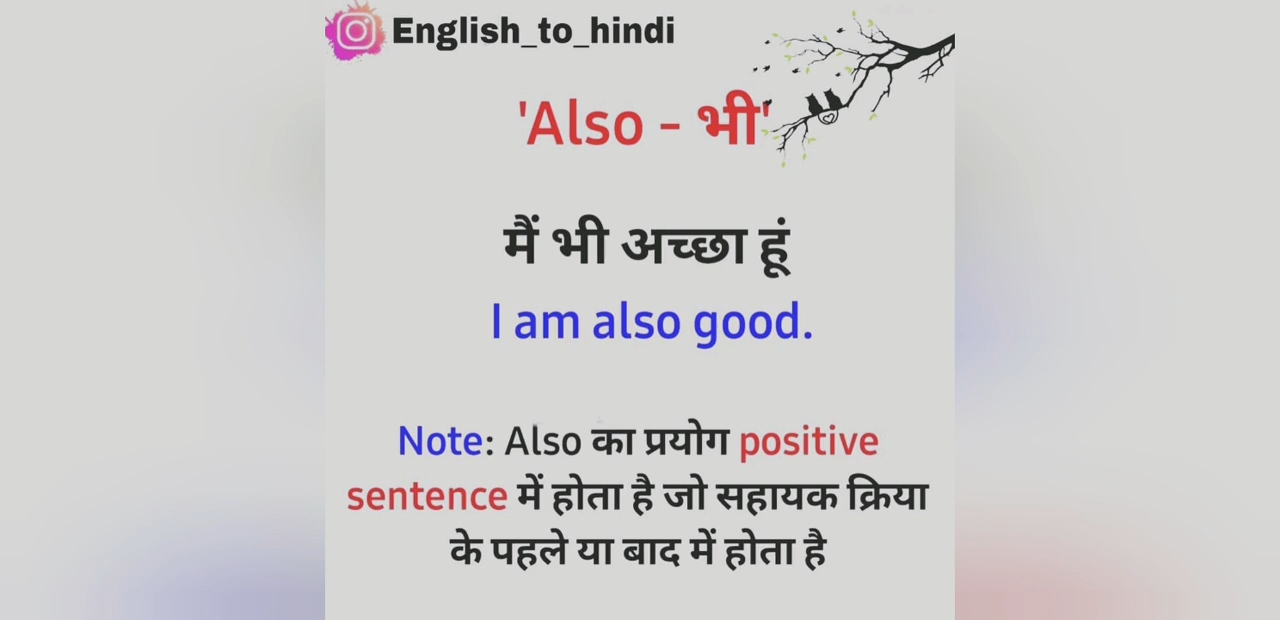 English_to_hindi
'Also - भी'
मैं भी अच्छा हूं
I am also good.
Note: Also का प्रयोग positive
sentence में होता है जो सहायक क्रिया
के पहले या बाद में होता है